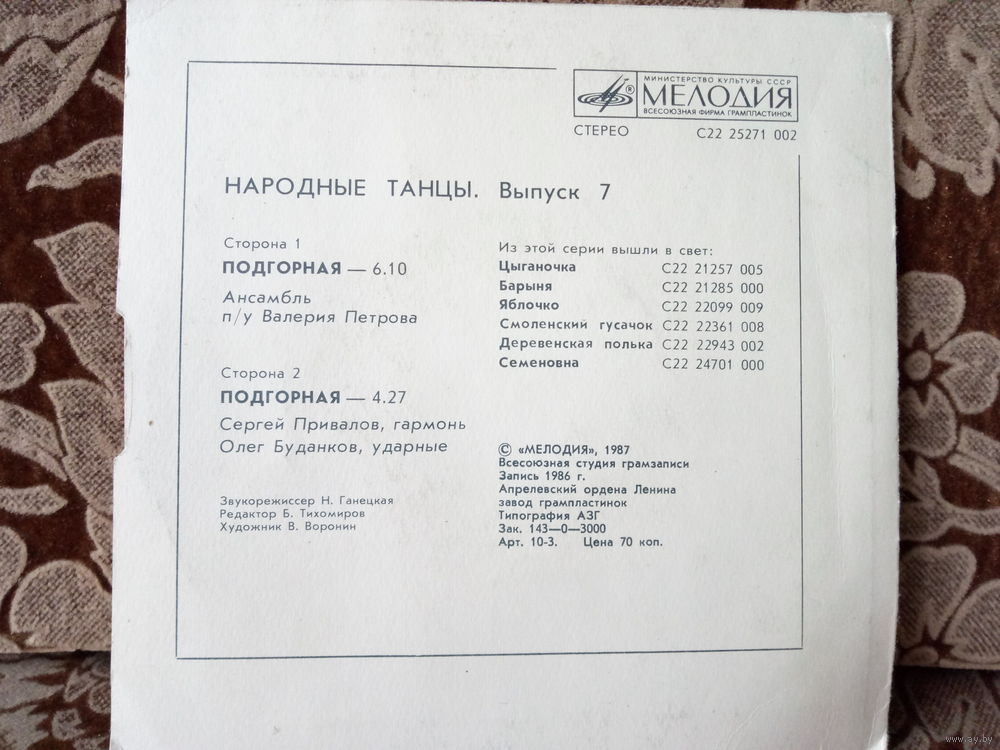 МИНИСТЕРСТВО КУЛЬТУРЫ СССР
МЕЛОДИЯ
ВСЕСОЮЗНАЯ ФИРМА ГРАМПЛАСТИНОК
®
СТЕРЕО С22 25271 002
НАРОДНЫЕ ТАНЦЫ. Выпуск 7
Сторона 1
ПОДГОРНАЯ — 6.10
Ансамбль
п/у Валерия Петрова
Сторона 2
ПОДГОРНАЯ — 4.27
Сергей Привалов, гармонь
Олег Буданков, ударные
Звукорежиссер Н. Ганецкая
Редактор Б. Тихомиров
Художник В. Воронин
Из этой серии вышли в свет:
Цыганочка С22 21257 005
Барыня С22 21285 000
Яблочко С22 22099 009
Смоленский гусачок С22 22361 008
Деревенская полька С22 22943 002
Семеновна С22 24701 000
© «МЕЛОДИЯ», 1987
Всесоюзная студия грамзаписи
Запись 1986 г.
Апрелевский ордена Ленина
завод грампластинок
Типография АЗГ
Зак. 143—0—3000
Арт. 10-3. Цена 70 коп.
www.ay.by